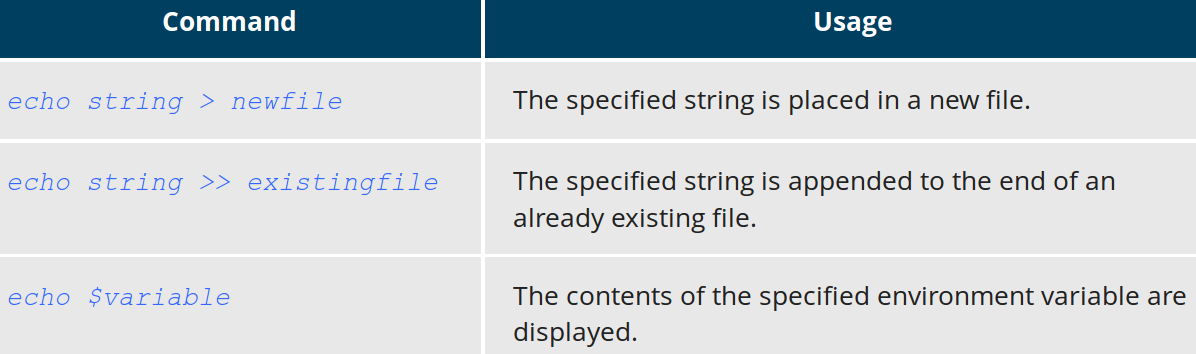 Command Usage
echo string > newfile The specified string is placed in a new file.
echo string >> existingfile The specified string is appended to the end of an
already existing file.
echo $variable The contents of the specified environment variable are
displayed.